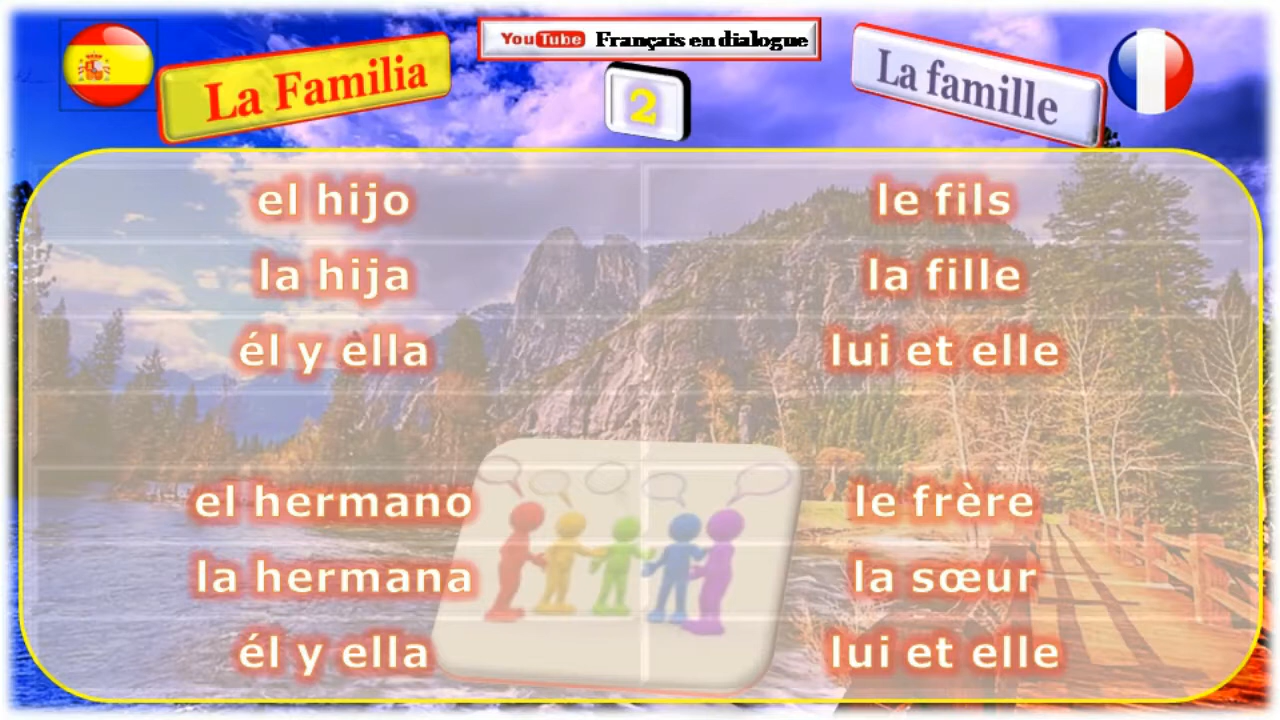 YouTube Français en dialogue
La Familia
2
La famille
el hijo
le fils
la hija
la fille
él y ella
lui et elle
el hermano
le frère
la hermana
la sœur
él y ella
lui et elle